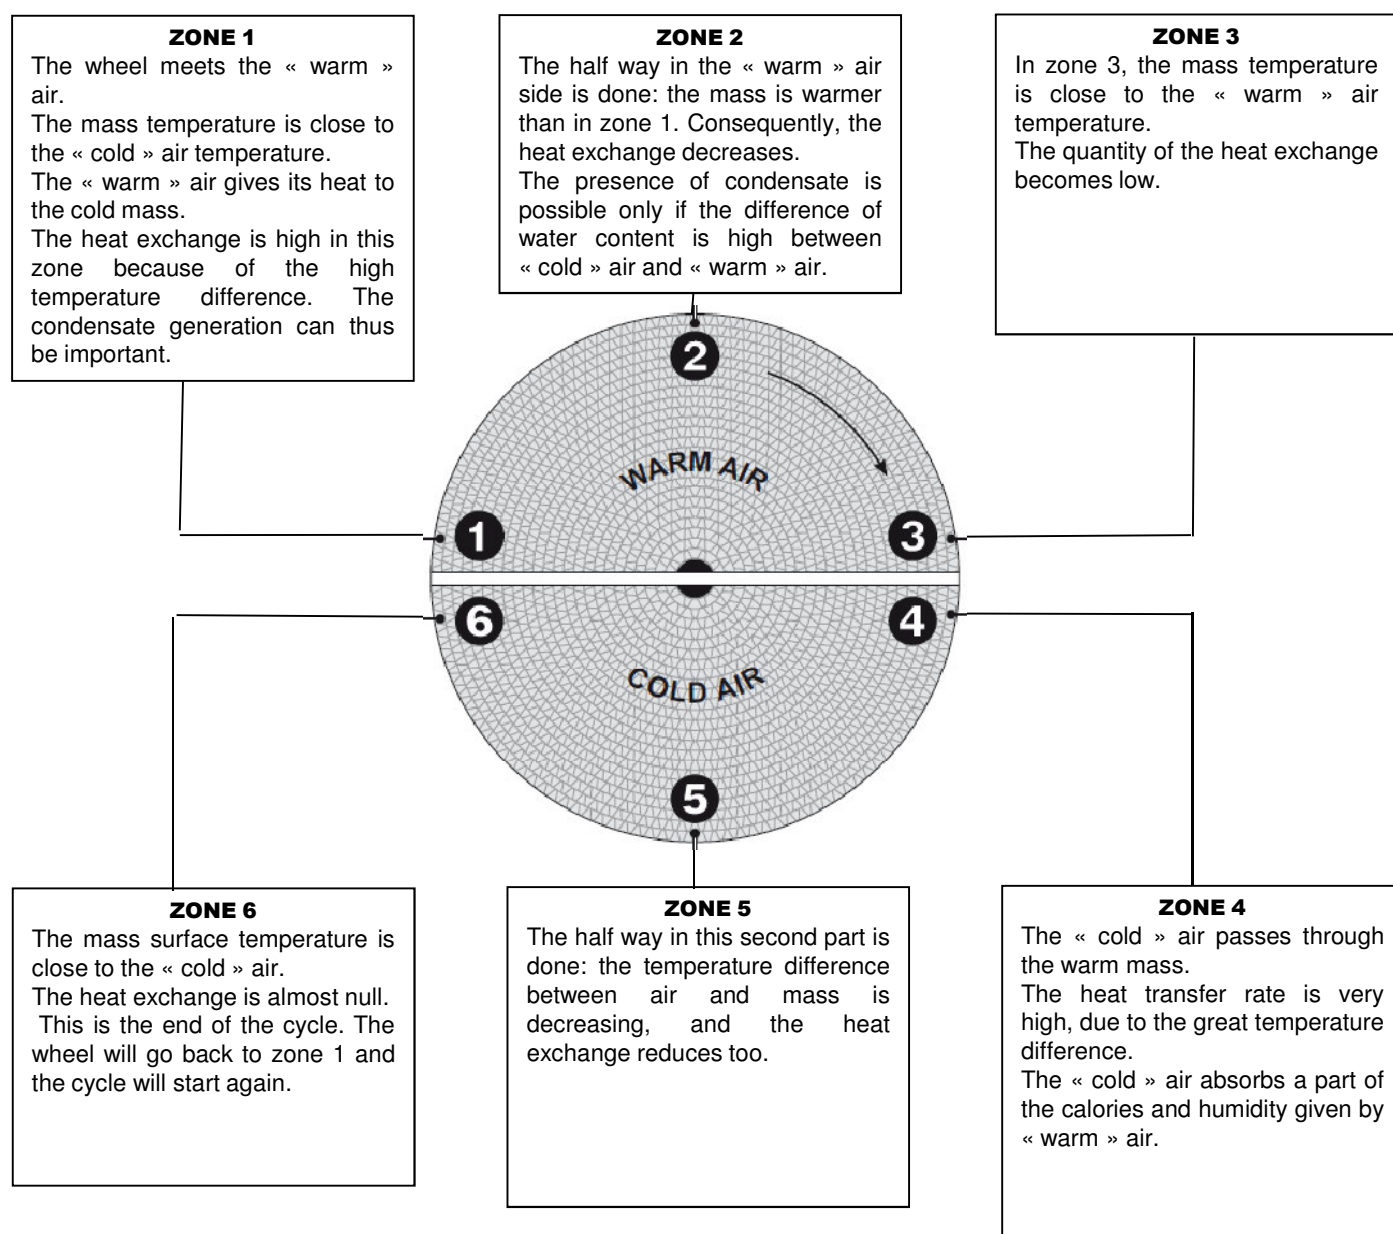 ZONE 1
The wheel meets the « warm »
air.
The mass temperature is close to
the « cold » air temperature.
The « warm » air gives its heat to
the cold mass.
The heat exchange is high in this
zone because of the high
temperature difference. The
condensate generation can thus
be important.
ZONE 2
The half way in the « warm » air
side is done: the mass is warmer
than in zone 1. Consequently, the
heat exchange decreases.
The presence of condensate is
possible only if the difference of
water content is high between
« cold » air and « warm » air.
ZONE 3
In zone 3, the mass temperature
is close to the « warm » air
temperature.
The quantity of the heat exchange
becomes low.
2
WARM AIR
1
3
6
4
COLD AIR
5
ZONE 6
The mass surface temperature is
close to the « cold » air.
The heat exchange is almost null.
This is the end of the cycle. The
wheel will go back to zone 1 and
the cycle will start again.
ZONE 5
The half way in this second part is
done: the temperature difference
between air and mass is
decreasing, and the heat
exchange reduces too.
ZONE 4
The « cold » air passes through
the warm mass.
The heat transfer rate is very
high, due to the great temperature
difference.
The « cold » air absorbs a part of
the calories and humidity given by
« warm » air.